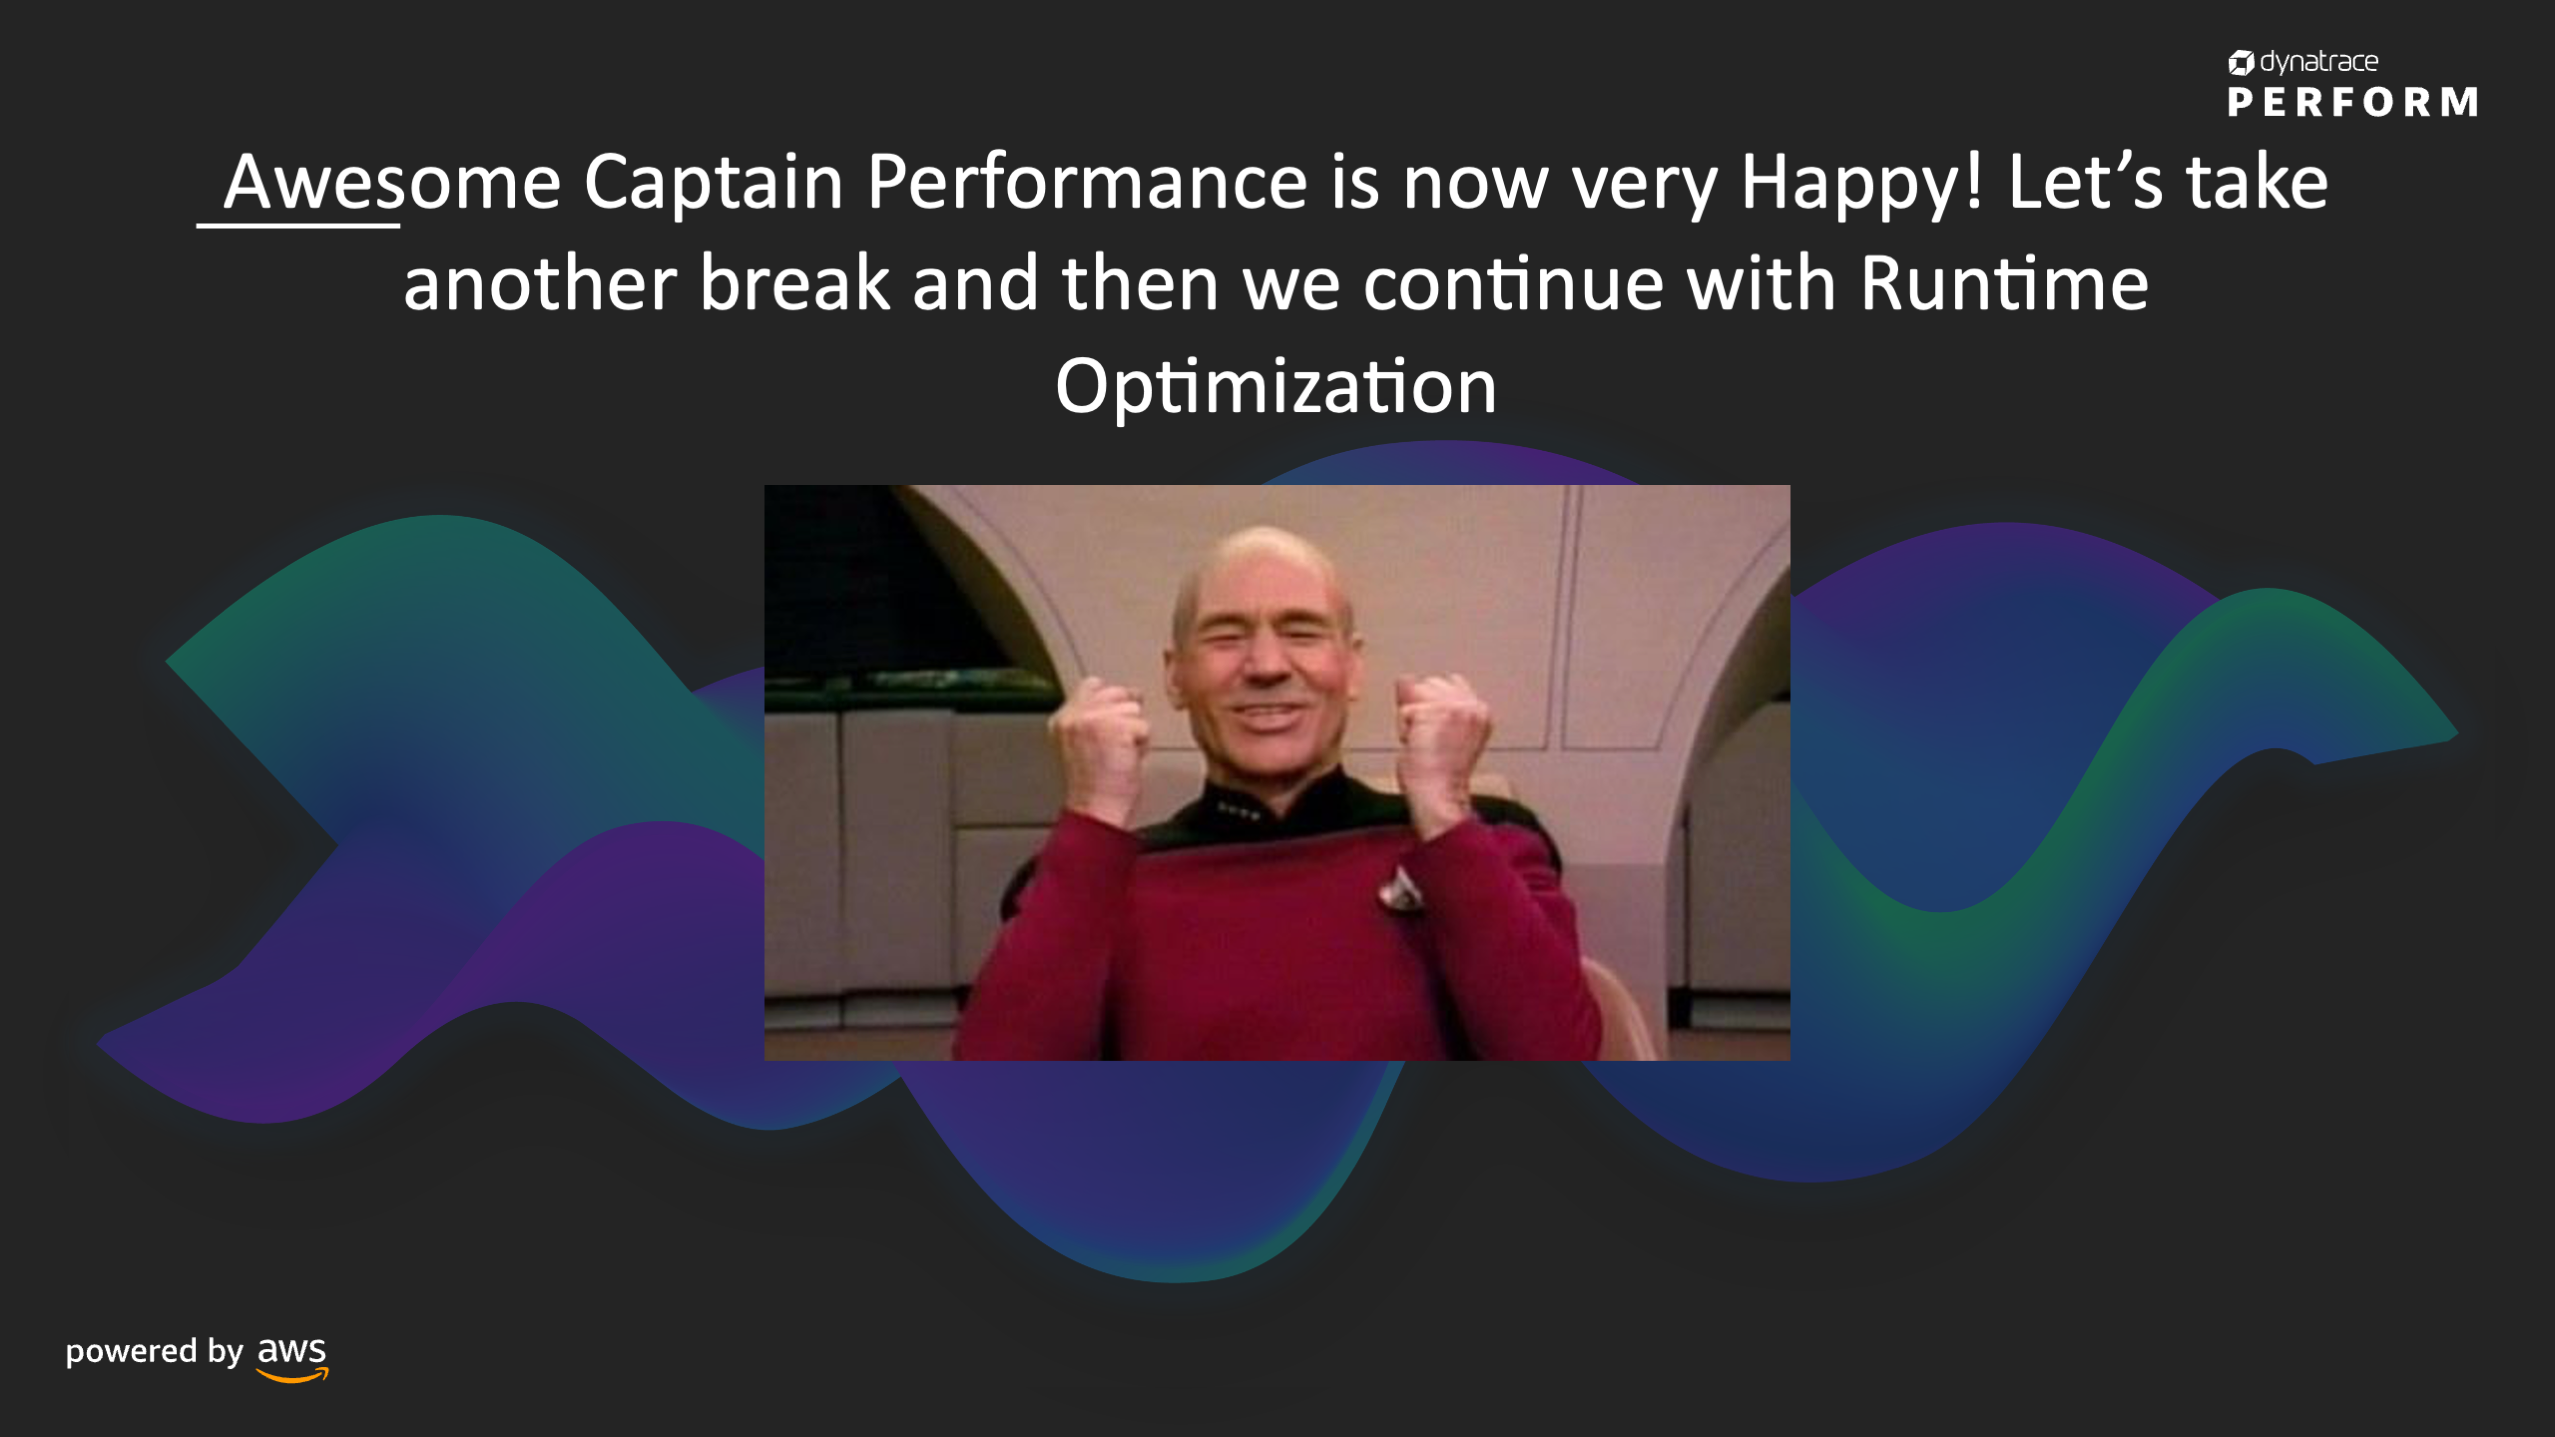 dynatrace
PERFORM
Awesome Captain Performance is now very Happy! Let’s take
another break and then we continue with Runtime
Optimization
powered by aws